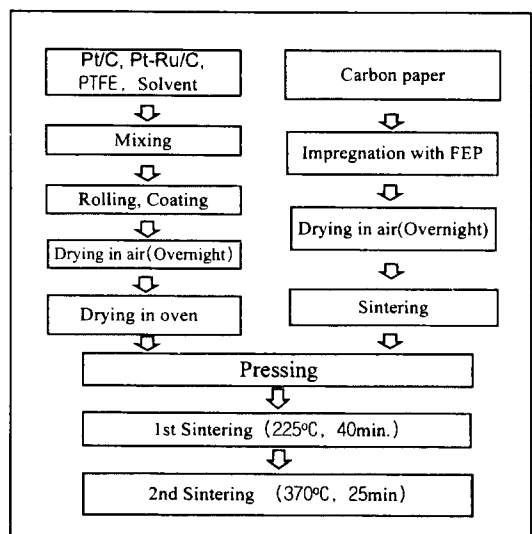 Pt/C, Pt-Ru/C,
PTFE, Solvent
Mixing
Rolling, Coating
Drying in air(Overnight)
Drying in oven
Carbon paper
Impregnation with FEP
Drying in air(Overnight)
Sintering
Pressing
1st Sintering (225°C, 40min.)
2nd Sintering (370°C, 25min)